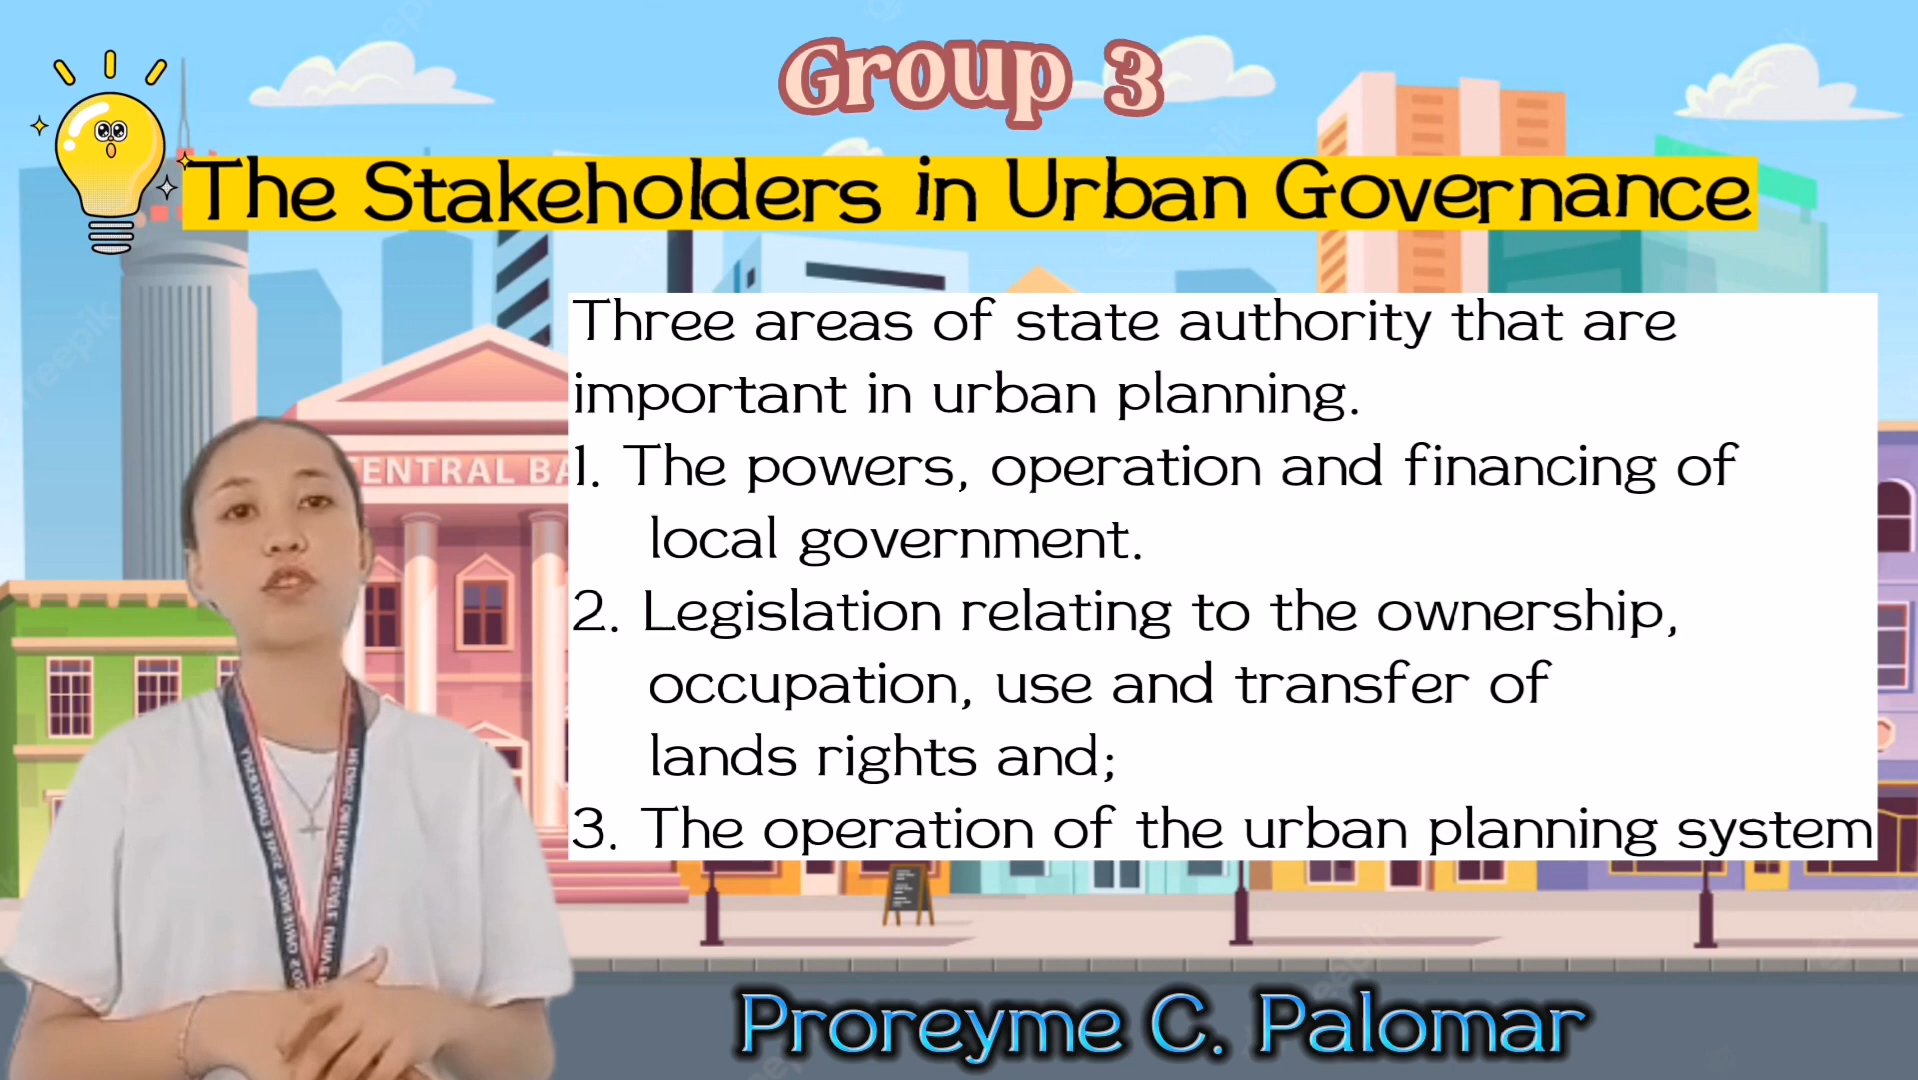 Group 3
The Stakeholders in Urban Governance
Three areas of state authority that are
important in urban planning.
1. The powers, operation and financing of
local government.
2. Legislation relating to the ownership,
occupation, use and transfer of
lands rights and;
3. The operation of the urban planning system
Proreyme C. Palomar